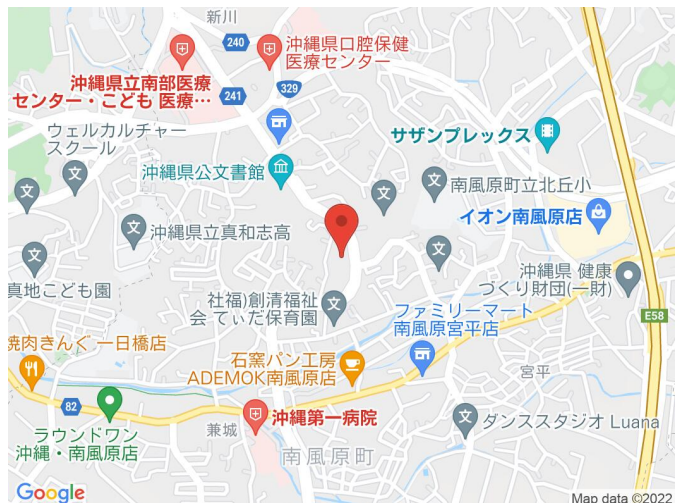 新川
240
沖縄県口腔保健
医療センター
沖縄県立南部医療
センター・こども 医療…
241
329
ウェルカルチャー
スクール
サザンプレックス
沖縄県公文書館
南風原町立北丘小
イオン南風原店
沖縄県立真和志高
沖縄県 健康
づくり財団(一財)
真地こども園
社福)創清福祉
会 てぃだ保育園
ファミリーマート
南風原宮平店
E58
焼肉きんぐ 一日橋店
石窯パン工房
ADEMOK南風原店
宮平
82
沖縄第一病院
ダンススタジオ Luana
ラウンドワン
沖縄・南風原店
兼城
南風原町
Google
Map data ©2022